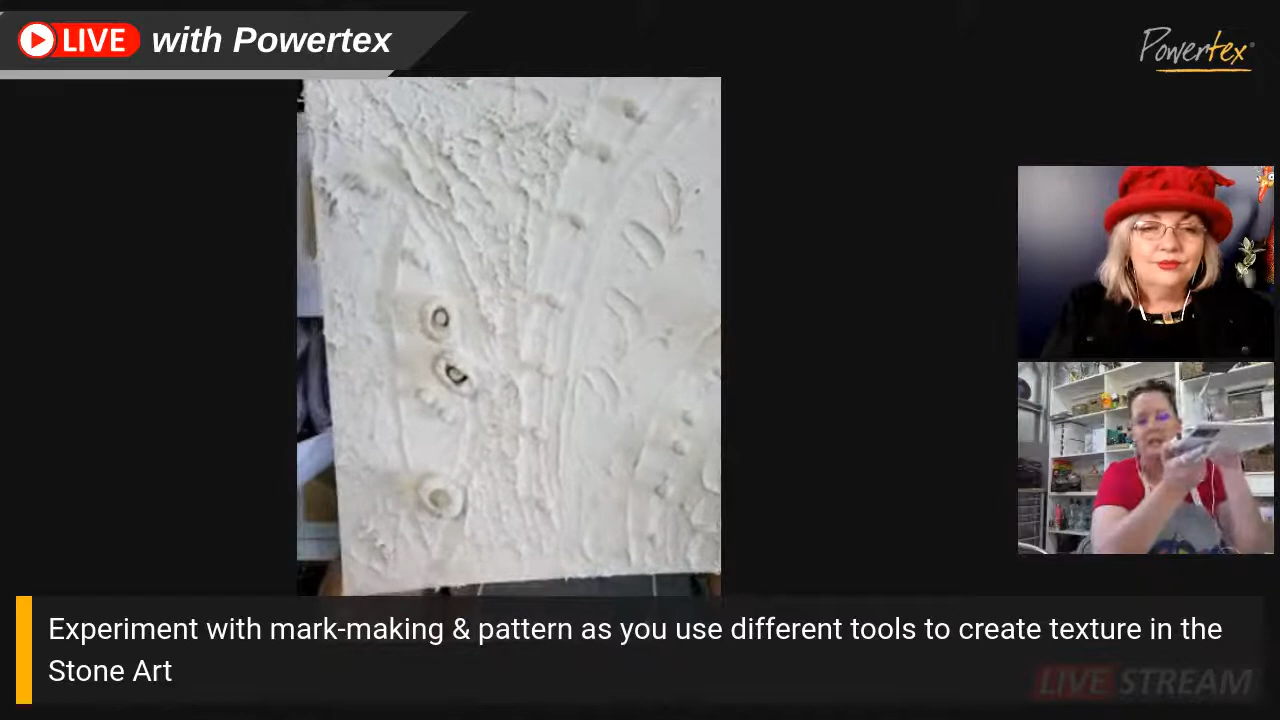 LIVE with Powertex
Powertex
Experiment with mark-making & pattern as you use different tools to create texture in the
Stone Art
LIVE STREAM